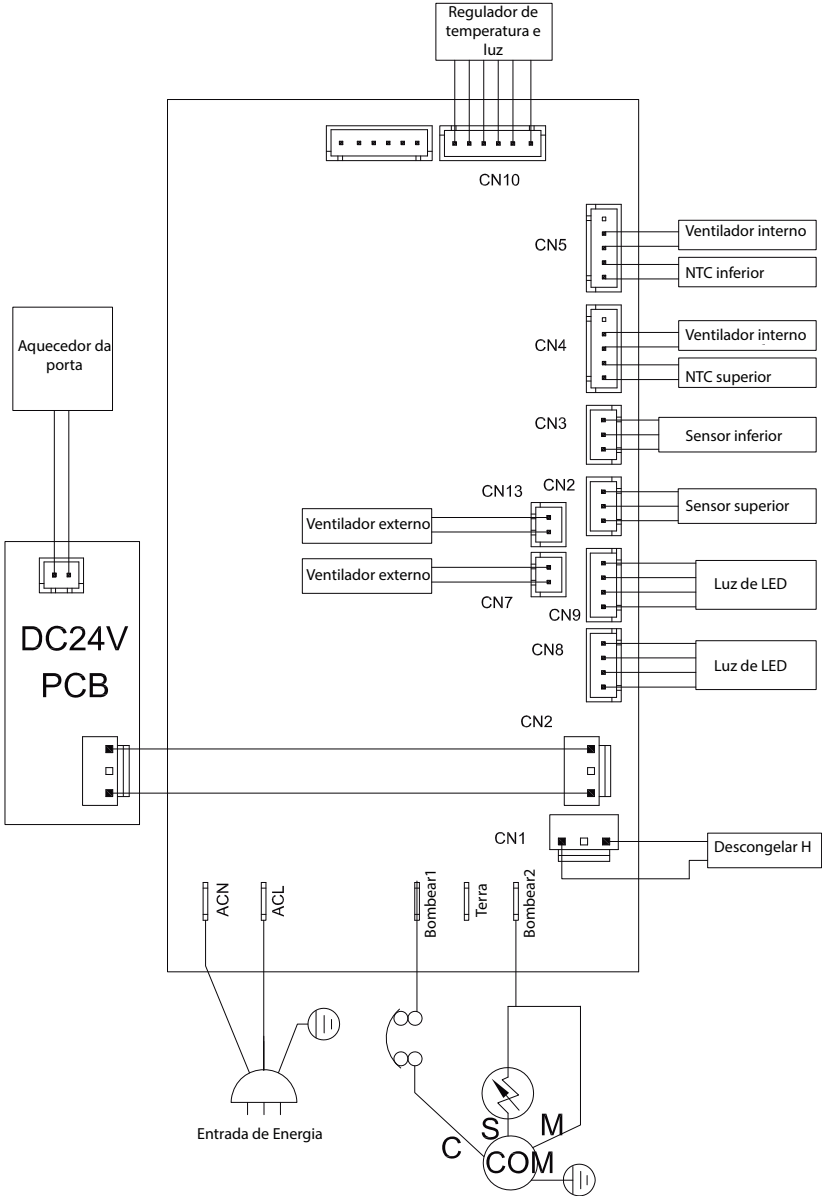 Regulador de
temperatura e
luz
CN10
CN5
Ventilador interno
NTC inferior
CN4
Ventilador interno
NTC superior
Aquecedor da
porta
CN3
Sensor inferior
CN13
CN2
Sensor superior
Ventilador externo
Ventilador externo
CN7
CN9
Luz de LED
DC24V
PCB
CN8
Luz de LED
CN2
CN1
Descongelar H
ACN
ACL
Bombear1
Terra
Bombear2
Entrada de Energia
C
S
M
COM